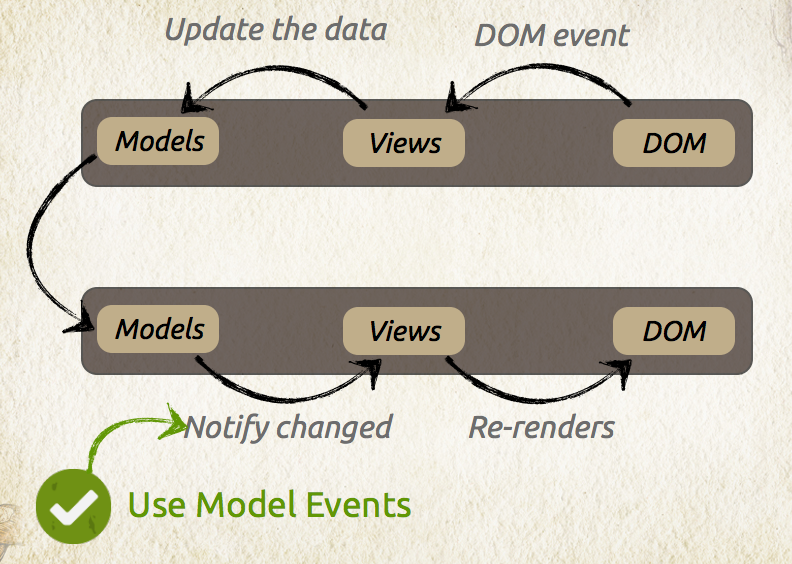 Update the data
DOM event
Models
Views
DOM
Models
Views
DOM
Notify changed
Re-renders
Use Model Events